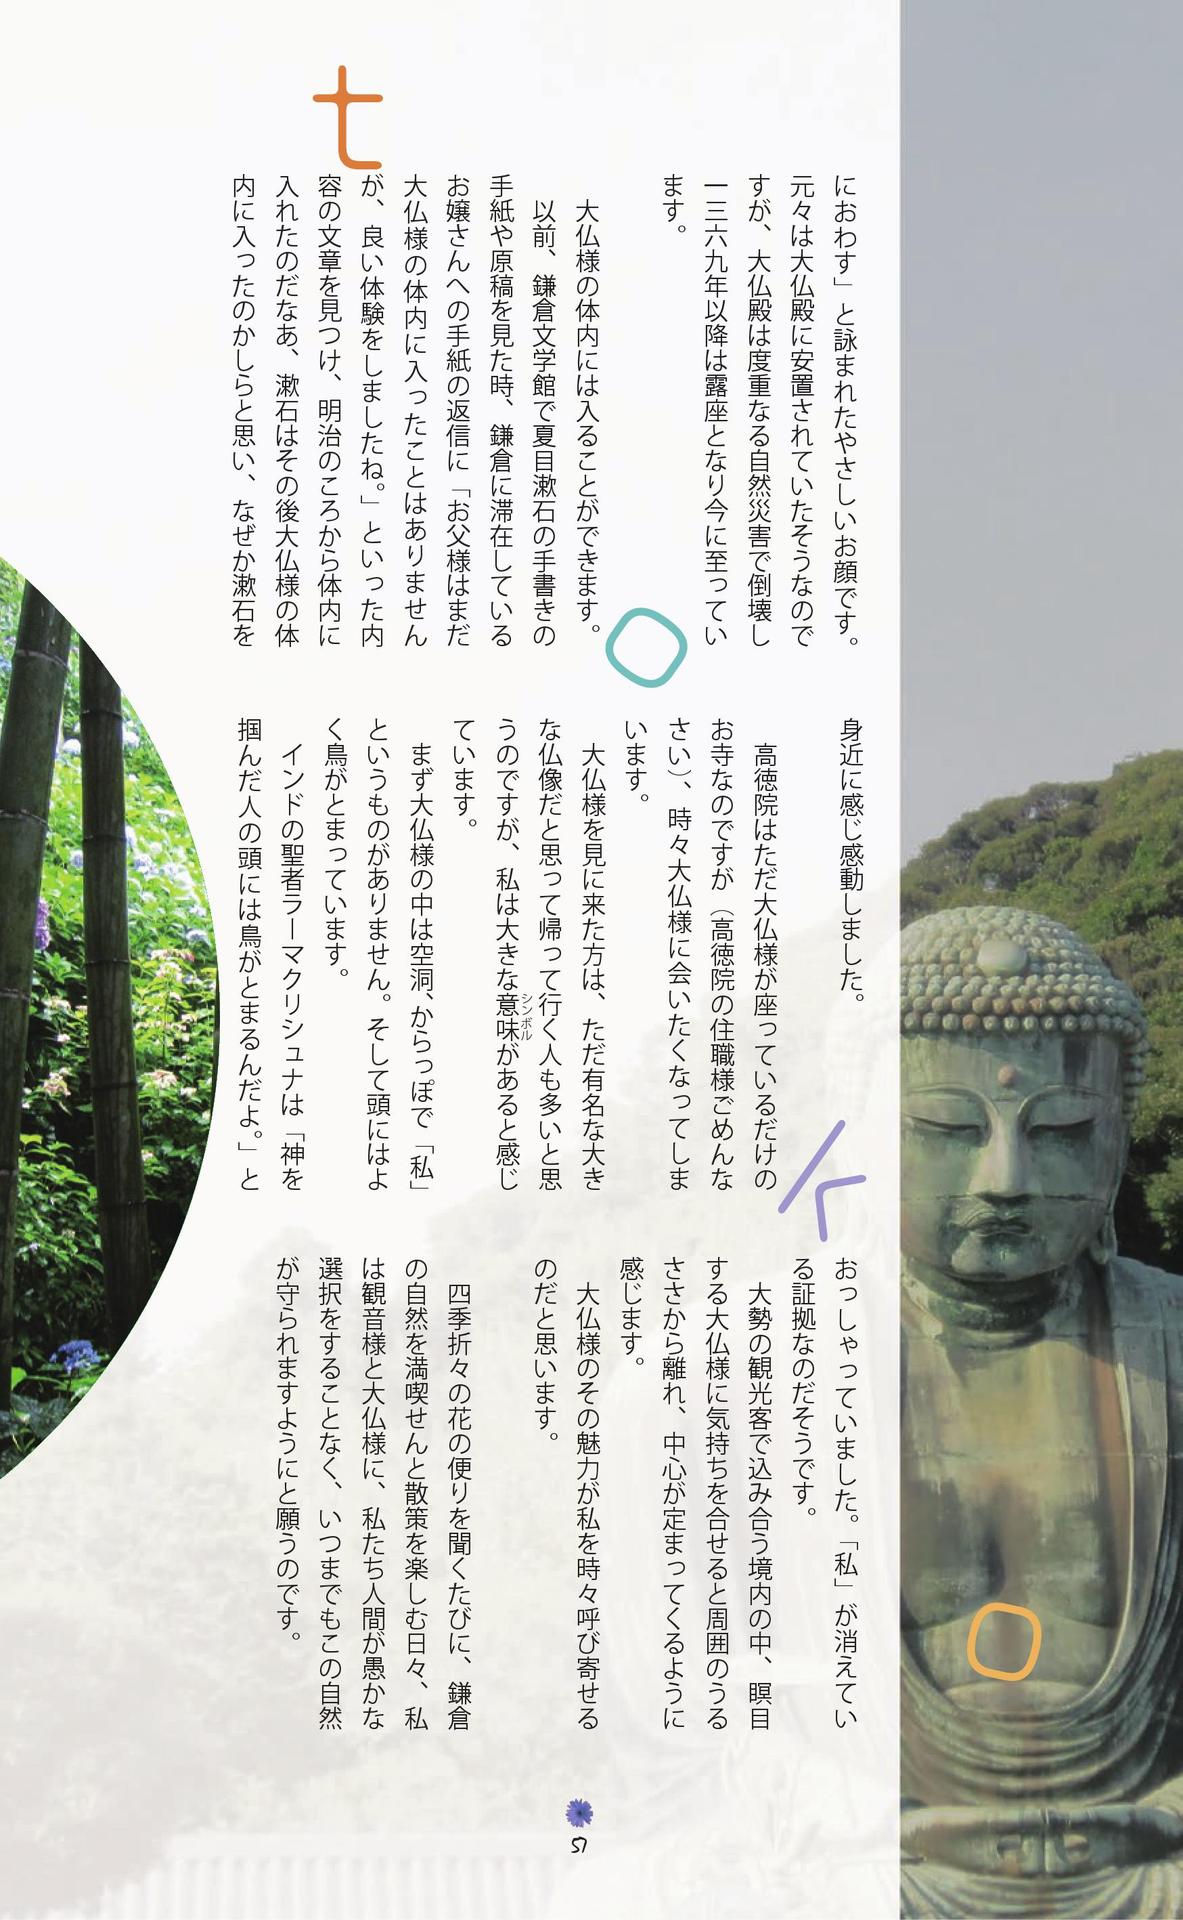 におわす」と詠まれたやさしいお顔です。
元々は大仏殿に安置されていたそうなので
すが、大仏殿は度重なる自然災害で倒壊し
一三六九年以降は露座となり今に至ってい
ます。
大仏様の体内には入ることができます。
以前、鎌倉文学館で夏目漱石の手書きの
手紙や原稿を見た時、鎌倉に滞在している
お嬢さんへの手紙の返信に「お父様はまだ
大仏様の体内に入ったことはありません
が、良い体験をしましたね。」といった内
容の文章を見つけ、明治のころから体内に
入れたのだなあ、漱石はその後大仏様の体
内に入ったのかしらと思い、なぜか漱石を
身近に感じ感動しました。
高徳院はただ大仏様が座っているだけの
お寺なのですが（高徳院の住職様ごめんな
さい）、時々大仏様に会いたくなってしま
います。
大仏様を見に来た方は、ただ有名な大き
な仏像だと思って帰って行く人も多いと思
うのですが、私は大きな意味があると感じ
シンボル
ています。
まず大仏様の中は空洞、からっぽで「私」
というものがありません。そして頭にはよ
く鳥がとまっています。
インドの聖者ラーマクリシュナは「神を
掴んだ人の頭には鳥がとまるんだよ。」と
おっしゃっていました。「私」が消えてい
る証拠なのだそうです。
大勢の観光客で込み合う境内の中、瞑目
する大仏様に気持ちを合せると周囲のうる
ささから離れ、中心が定まってくるように
感じます。
大仏様のその魅力が私を時々呼び寄せる
のだと思います。
四季折々の花の便りを聞くたびに、鎌倉
の自然を満喫せんと散策を楽しむ日々、私
は観音様と大仏様に、私たち人間が愚かな
選択をすることなく、いつまでもこの自然
が守られますようにと願うのです。
t
o
k
o
57